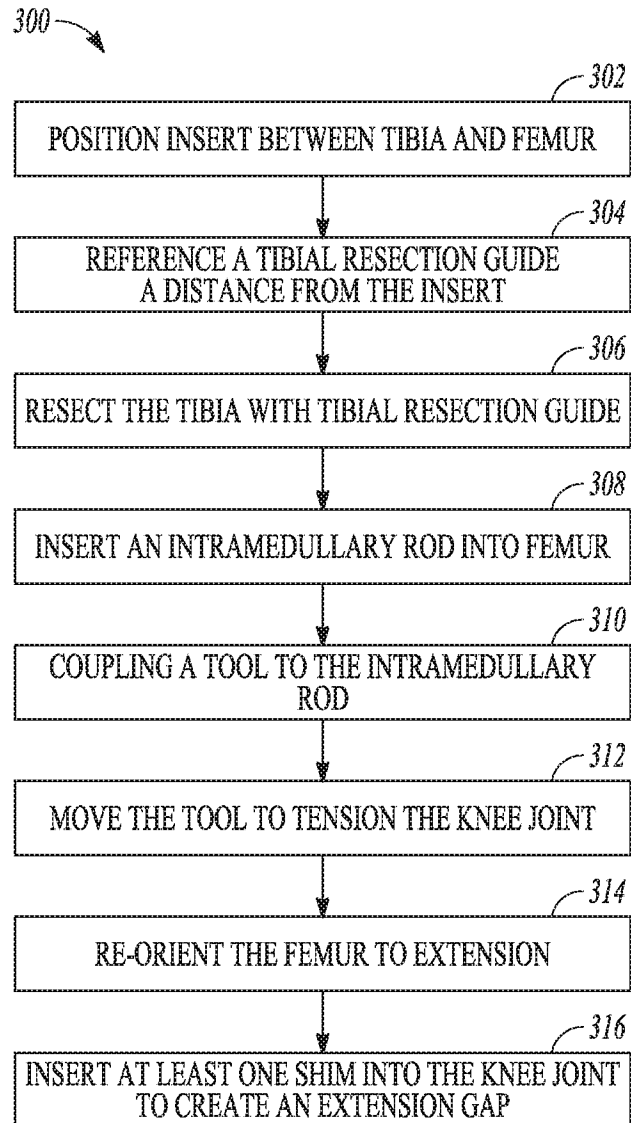 300
302
POSITION INSERT BETWEEN TIBIA AND FEMUR
304
REFERENCE A TIBIAL RESECTION GUIDE
A DISTANCE FROM THE INSERT
306
RESECT THE TIBIA WITH TIBIAL RESECTION GUIDE
308
INSERT AN INTRAMEDULLARY ROD INTO FEMUR
310
COUPLING A TOOL TO THE INTRAMEDULLARY
ROD
312
MOVE THE TOOL TO TENSION THE KNEE JOINT
314
RE-ORIENT THE FEMUR TO EXTENSION
316
INSERT AT LEAST ONE SHIM INTO THE KNEE JOINT
TO CREATE AN EXTENSION GAP